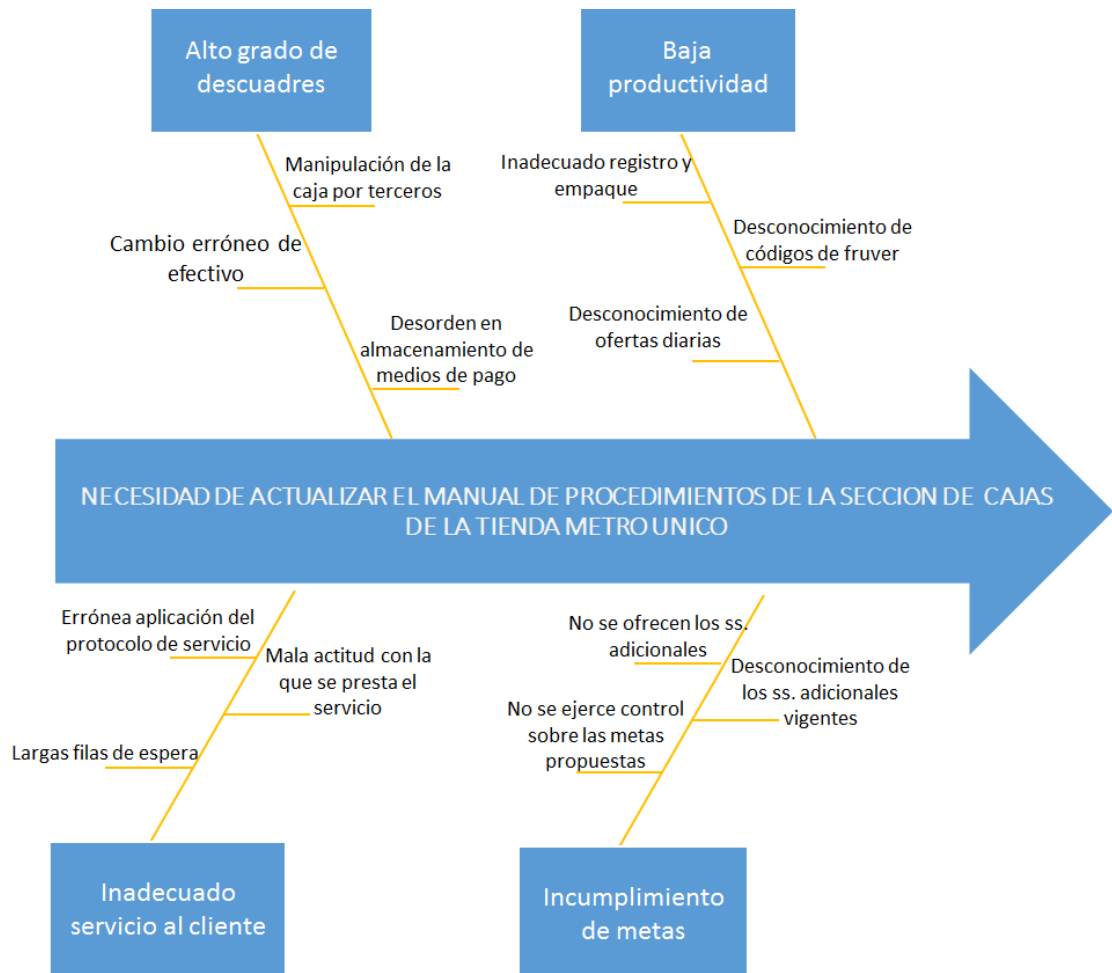 Alto grado de
descuadres
Baja
productividad
Manipulación de la
caja por terceros
Cambio erróneo de
efectivo
Desorden en
almacenamiento de
medios de pago
Inadecuado registro y
empaque
Desconocimiento de
códigos de fruver
Desconocimiento de
ofertas diarias
NECESIDAD DE ACTUALIZAR EL MANUAL DE PROCEDIMIENTOS DE LA SECCION DE CAJAS
DE LA TIENDA METRO UNICO
Errónea aplicación del
protocolo de servicio
Mala actitud con la
que se presta el
servicio
Largas filas de espera
No se ofrecen los ss.
adicionales
Desconocimiento de
los ss. adicionales
vigentes
No se ejerce control
sobre las metas
propuestas
Inadecuado
servicio al cliente
Incumplimiento
de metas